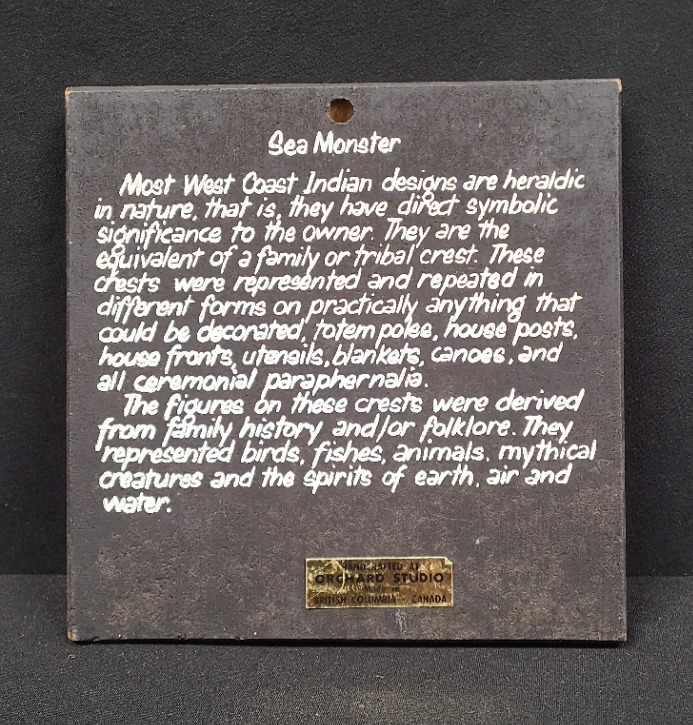 Sea Monster
Most West Coast Indian designs are heraldic
in nature, that is, they have direct symbolic
significance to the owner. They are the
equivalent of a family or tribal crest. These
crests were represented and repeated in
different forms on practically anything that
could be decorated, totem poles, house posts,
house fronts, utensils, blankets, canoes, and
all ceremonial paraphernalia.
The figures on these crests were derived
from family history and/or folklore. They
represented birds, fishes, animals, mythical
creatures and the spirits of earth, air and
water.
HANDCRAFTED AT
ORCHARD STUDIO
Made in
BRITISH COLUMBIA - CANADA